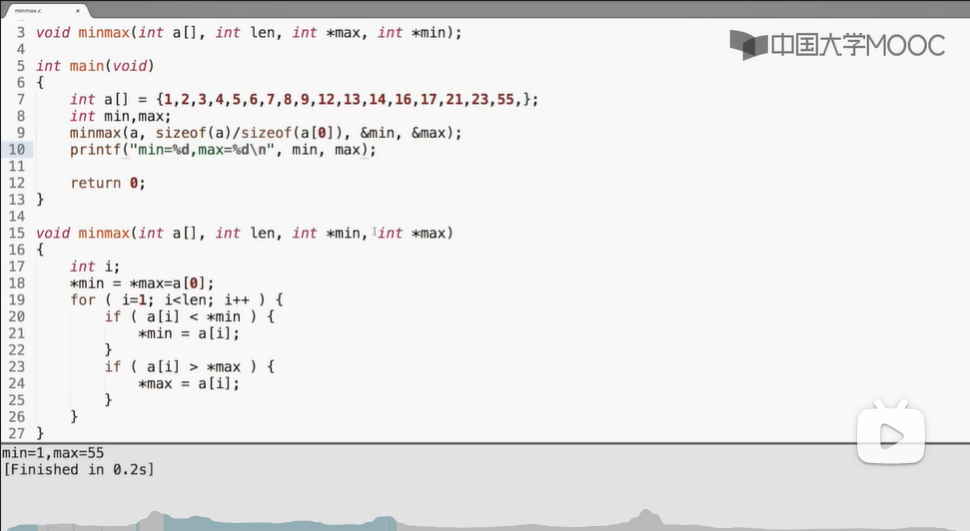 minmax.c ×
中国大学MOOC
3 void minmax(int a[], int len, int *max, int *min);
4
5 int main(void)
6 {
7 int a[] = {1,2,3,4,5,6,7,8,9,12,13,14,16,17,21,23,55,};
8 int min,max;
9 minmax(a, sizeof(a)/sizeof(a[0]), &min, &max);
10 printf("min=%d,max=%d\n", min, max);
11
12 return 0;
13 }
14
15 void minmax(int a[], int len, int *min, int *max)
16 {
17 int i;
18 *min = *max=a[0];
19 for ( i=1; i<len; i++ ) {
20 if ( a[i] < *min ) {
21 *min = a[i];
22 }
23 if ( a[i] > *max ) {
24 *max = a[i];
25 }
26 }
27 }
min=1,max=55
[Finished in 0.2s]